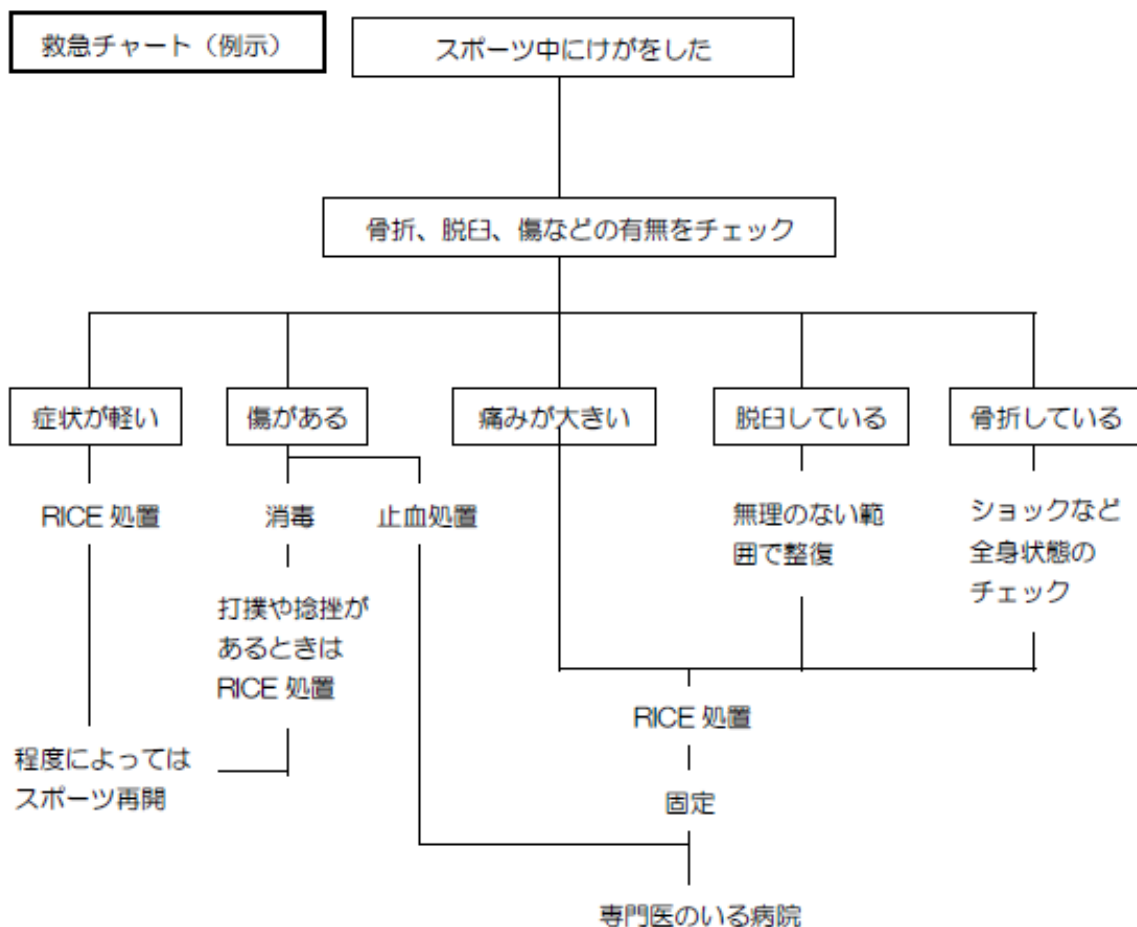 救急チャート（例示）
スポーツ中にけがをした
骨折、脱臼、傷などの有無をチェック
症状が軽い
傷がある
痛みが大きい
脱臼している
骨折している
RICE 処置
消毒
止血処置
無理のない範
囲で整復
ショックなど
全身状態の
チェック
打撲や捻挫が
あるときは
RICE 処置
RICE 処置
程度によっては
スポーツ再開
固定
専門医のいる病院